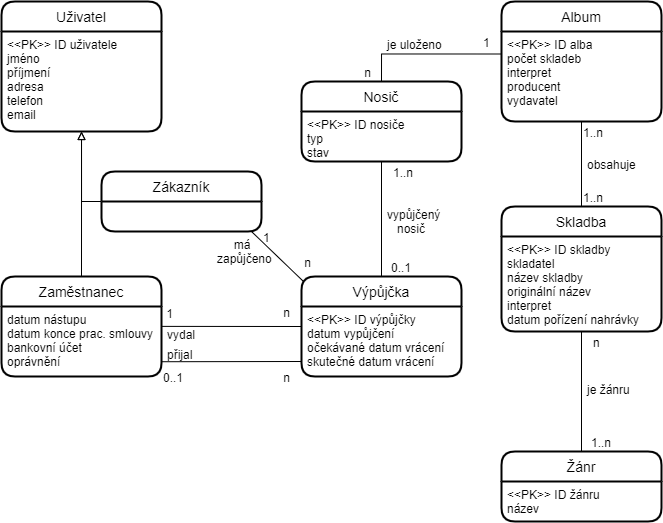 Uživatel
<<PK>> ID uživatele
jméno
příjmení
adresa
telefon
email
Zákazník
Zaměstnanec
datum nástupu
datum konce prac. smlouvy
bankovní účet
oprávnění
má
zapůjčeno
1
n
1
n
vydal
přijal
0..1
n
Nosič
<<PK>> ID nosiče
typ
stav
je uloženo
1
n
1..n
vypůjčený
nosič
0..1
Výpůjčka
<<PK>> ID výpůjčky
datum vypůjčení
očekávané datum vrácení
skutečné datum vrácení
Album
<<PK>> ID alba
počet skladeb
interpret
producent
vydavatel
1..n
obsahuje
1..n
Skladba
<<PK>> ID skladby
skladatel
název skladby
originální název
interpret
datum pořízení nahrávky
n
je žánru
1..n
Žánr
<<PK>> ID žánru
název